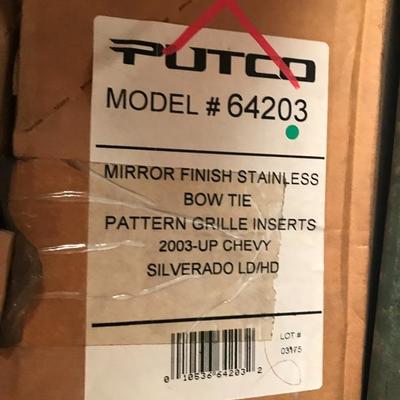 PUTCO
MODEL # 64203
MIRROR FINISH STAINLESS
BOW TIE
PATTERN GRILLE INSERTS
2003-UP CHEVY
SILVERADO LD/HD
LOT #
03175
0 10536 64203 2